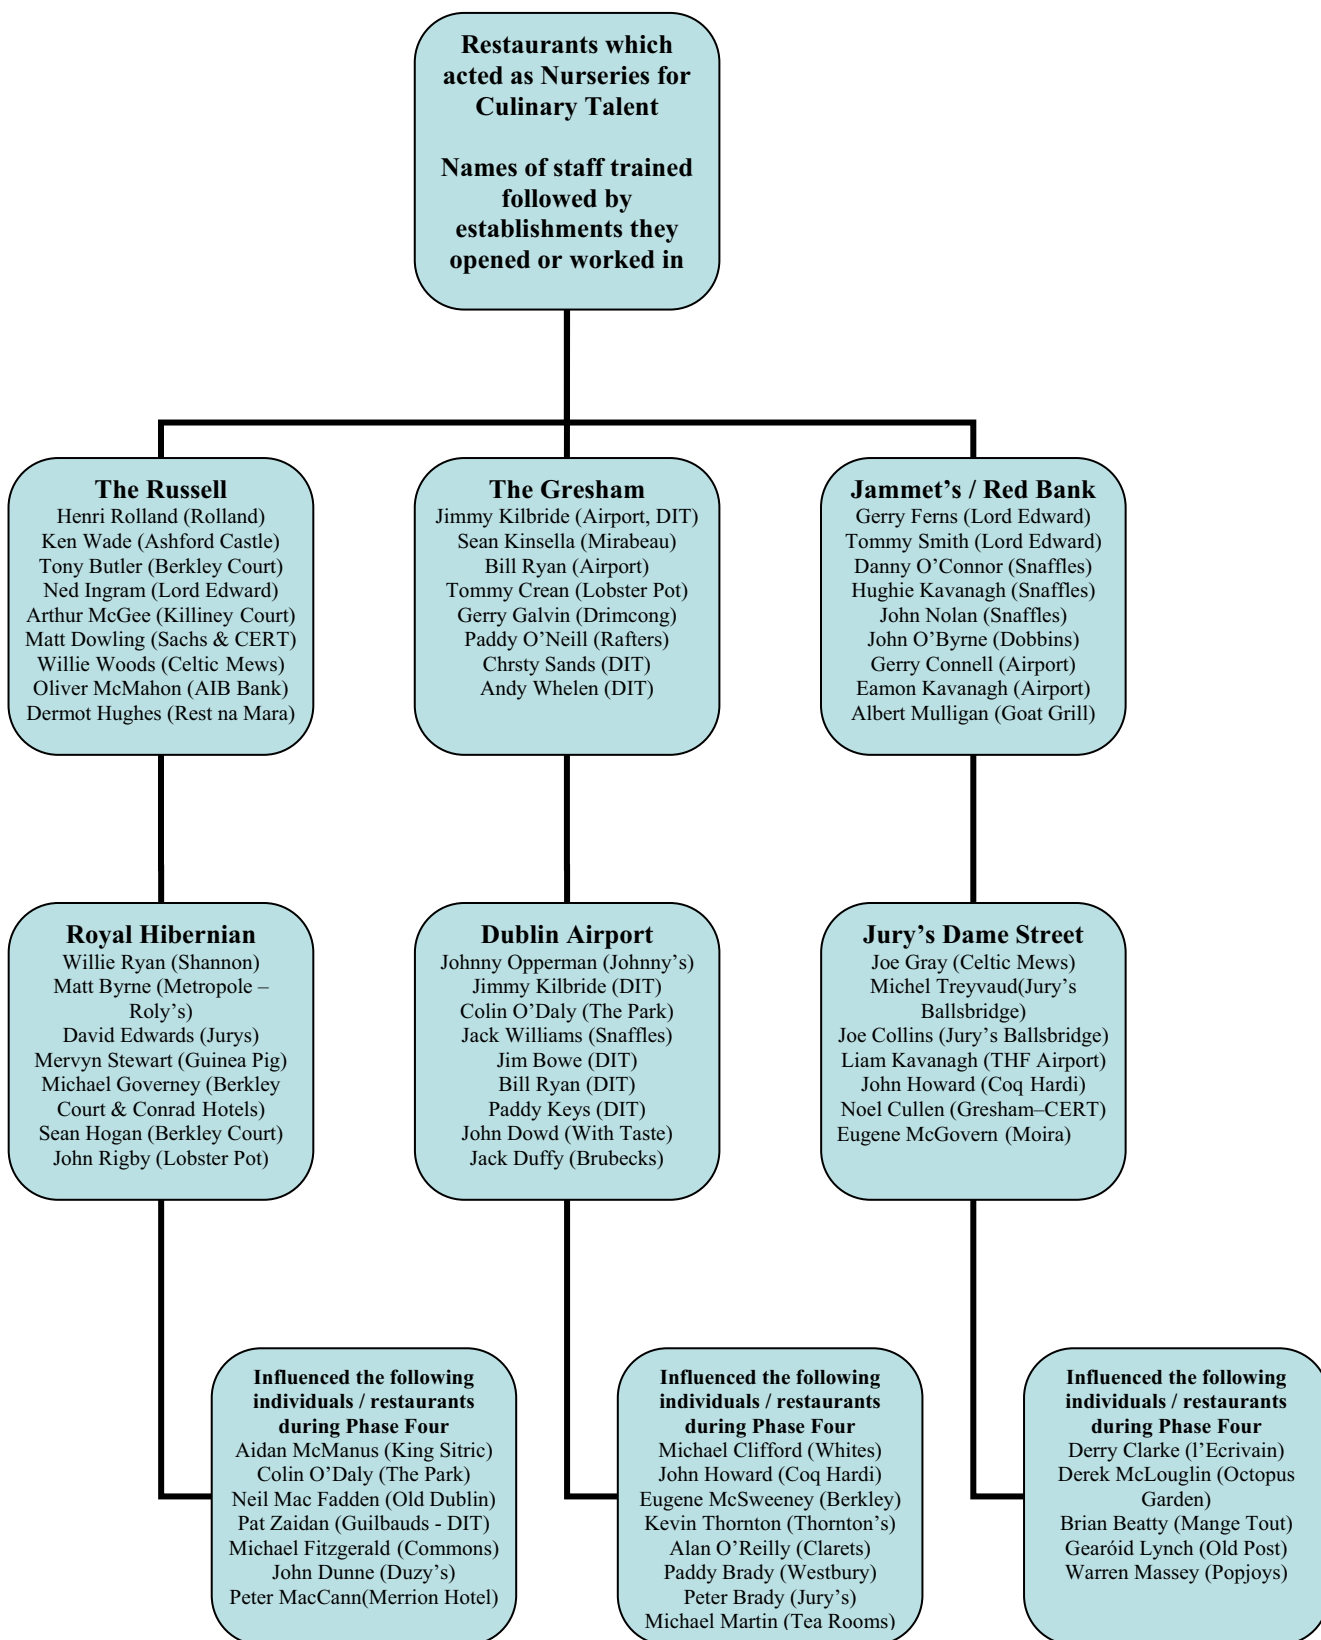 Restaurants which
acted as Nurseries for
Culinary Talent
Names of staff trained
followed by
establishments they
opened or worked in
The Russell
Henri Rolland (Rolland)
Ken Wade (Ashford Castle)
Tony Butler (Berkley Court)
Ned Ingram (Lord Edward)
Arthur McGee (Killiney Court)
Matt Dowling (Sachs & CERT)
Willie Woods (Celtic Mews)
Oliver McMahon (AIB Bank)
Dermot Hughes (Rest na Mara)
The Gresham
Jimmy Kilbride (Airport, DIT)
Sean Kinsella (Mirabeau)
Bill Ryan (Airport)
Tommy Crean (Lobster Pot)
Gerry Galvin (Drimcong)
Paddy O’Neill (Rafters)
Chrsty Sands (DIT)
Andy Whelen (DIT)
Jammet’s / Red Bank
Gerry Ferns (Lord Edward)
Tommy Smith (Lord Edward)
Danny O’Connor (Snaffles)
Hughie Kavanagh (Snaffles)
John Nolan (Snaffles)
John O’Byrne (Dobbins)
Gerry Connell (Airport)
Eamon Kavanagh (Airport)
Albert Mulligan (Goat Grill)
Royal Hibernian
Willie Ryan (Shannon)
Matt Byrne (Metropole –
Roly’s)
David Edwards (Jurys)
Mervyn Stewart (Guinea Pig)
Michael Governey (Berkley
Court & Conrad Hotels)
Sean Hogan (Berkley Court)
John Rigby (Lobster Pot)
Dublin Airport
Johnny Opperman (Johnny’s)
Jimmy Kilbride (DIT)
Colin O’Daly (The Park)
Jack Williams (Snaffles)
Jim Bowe (DIT)
Bill Ryan (DIT)
Paddy Keys (DIT)
John Dowd (With Taste)
Jack Duffy (Brubecks)
Jury’s Dame Street
Joe Gray (Celtic Mews)
Michel Treyvaud(Jury’s
Ballsbridge)
Joe Collins (Jury’s Ballsbridge)
Liam Kavanagh (THF Airport)
John Howard (Coq Hardi)
Noel Cullen (Gresham–CERT)
Eugene McGovern (Moira)
Influenced the following
individuals / restaurants
during Phase Four
Aidan McManus (King Sitric)
Colin O’Daly (The Park)
Neil Mac Fadden (Old Dublin)
Pat Zaidan (Guilbauds - DIT)
Michael Fitzgerald (Commons)
John Dunne (Duzy’s)
Peter MacCann(Merrion Hotel)
Influenced the following
individuals / restaurants
during Phase Four
Michael Clifford (Whites)
John Howard (Coq Hardi)
Eugene McSweeney (Berkley)
Kevin Thornton (Thornton’s)
Alan O’Reilly (Clarets)
Paddy Brady (Westbury)
Peter Brady (Jury’s)
Michael Martin (Tea Rooms)
Influenced the following
individuals / restaurants
during Phase Four
Derry Clarke (l’Ecrivain)
Derek McLouglin (Octopus
Garden)
Brian Beatty (Mange Tout)
Gearóid Lynch (Old Post)
Warren Massey (Popjoys)